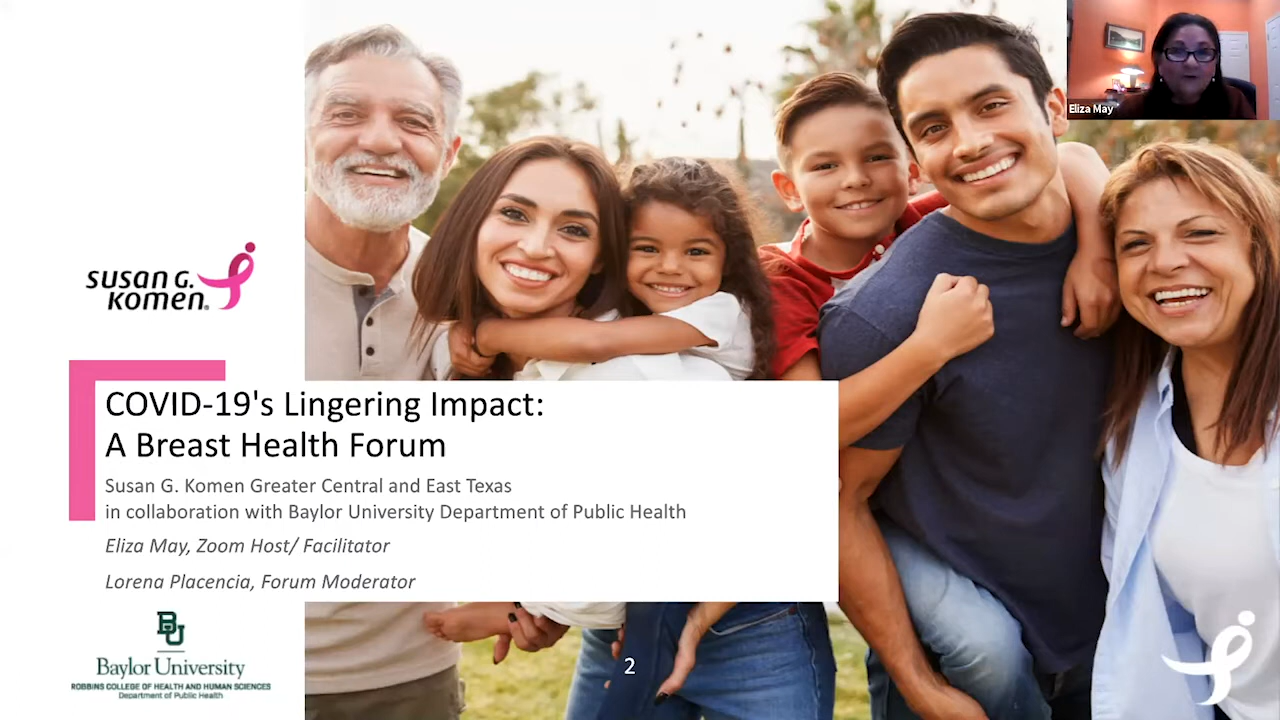 Eliza May
SUSAN G.
KOMEN®
COVID-19's Lingering Impact:
A Breast Health Forum
Susan G. Komen Greater Central and East Texas
in collaboration with Baylor University Department of Public Health
Eliza May, Zoom Host/ Facilitator
Lorena Placencia, Forum Moderator
BU
Baylor University
ROBBINS COLLEGE OF HEALTH AND HUMAN SCIENCES
Department of Public Health
2